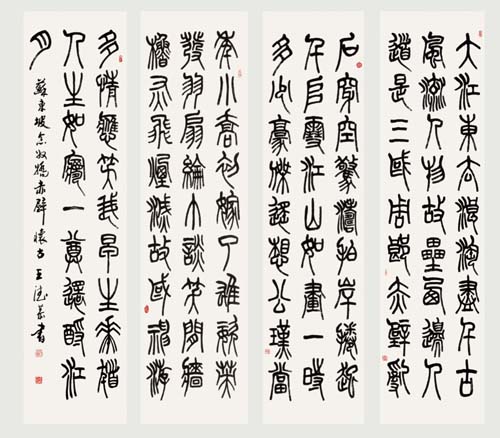 大江東去浪淘盡千古
風流人物故壘西邊人
道是三國周郎赤壁亂
石穿空驚濤拍岸捲起
千堆雪江山如畫一時
多少豪傑遙想公瑾當
年小喬初嫁了雄姿英
發羽扇綸巾談笑間檣
櫓灰飛煙滅故國神游
多情應笑我早生華髮
人生如夢一尊還酹江
月
蘇東坡念奴嬌赤壁懷古 王德書